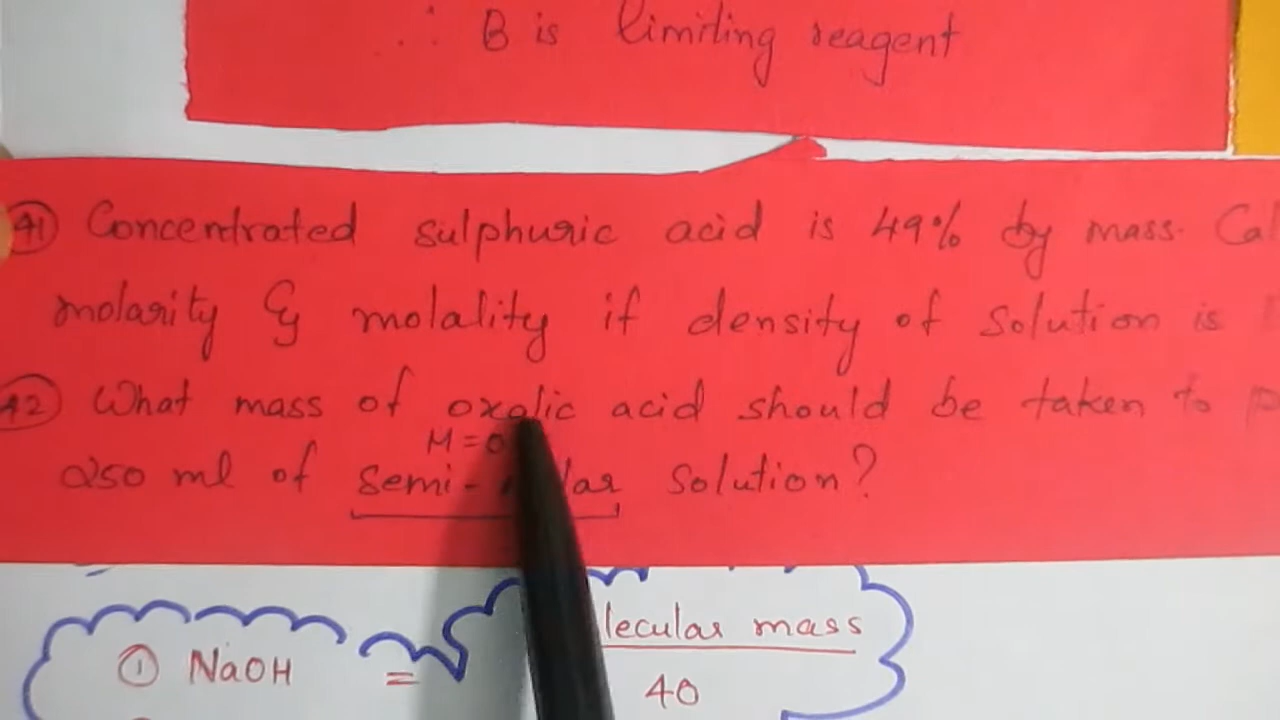 ∴ B is limiting reagent
41 Concentrated sulphuric acid is 49% by mass. Cal
molarity & molality if density of solution is
42 What mass of oxalic acid should be taken to
M = 0
250 ml of semi- lar solution?
lecular mass
① NaOH =
40